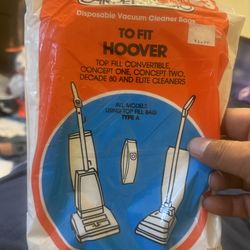 Disposable Vacuum Cleaner Bags
TO FIT
HOOVER
TOP FILL CONVERTIBLE,
CONCEPT ONE, CONCEPT TWO,
DECADE 80 AND ELITE CLEANERS
ALL MODELS
USING TOP FILL BAG
TYPE A